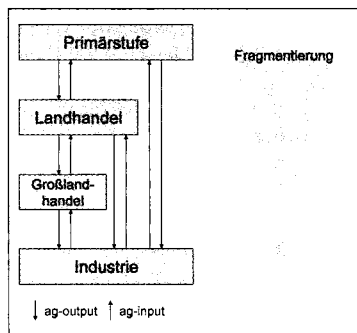 Primärstufe
Fragmentierung
Landhandel
Großland-
handel
Industrie
ag-output
ag-input